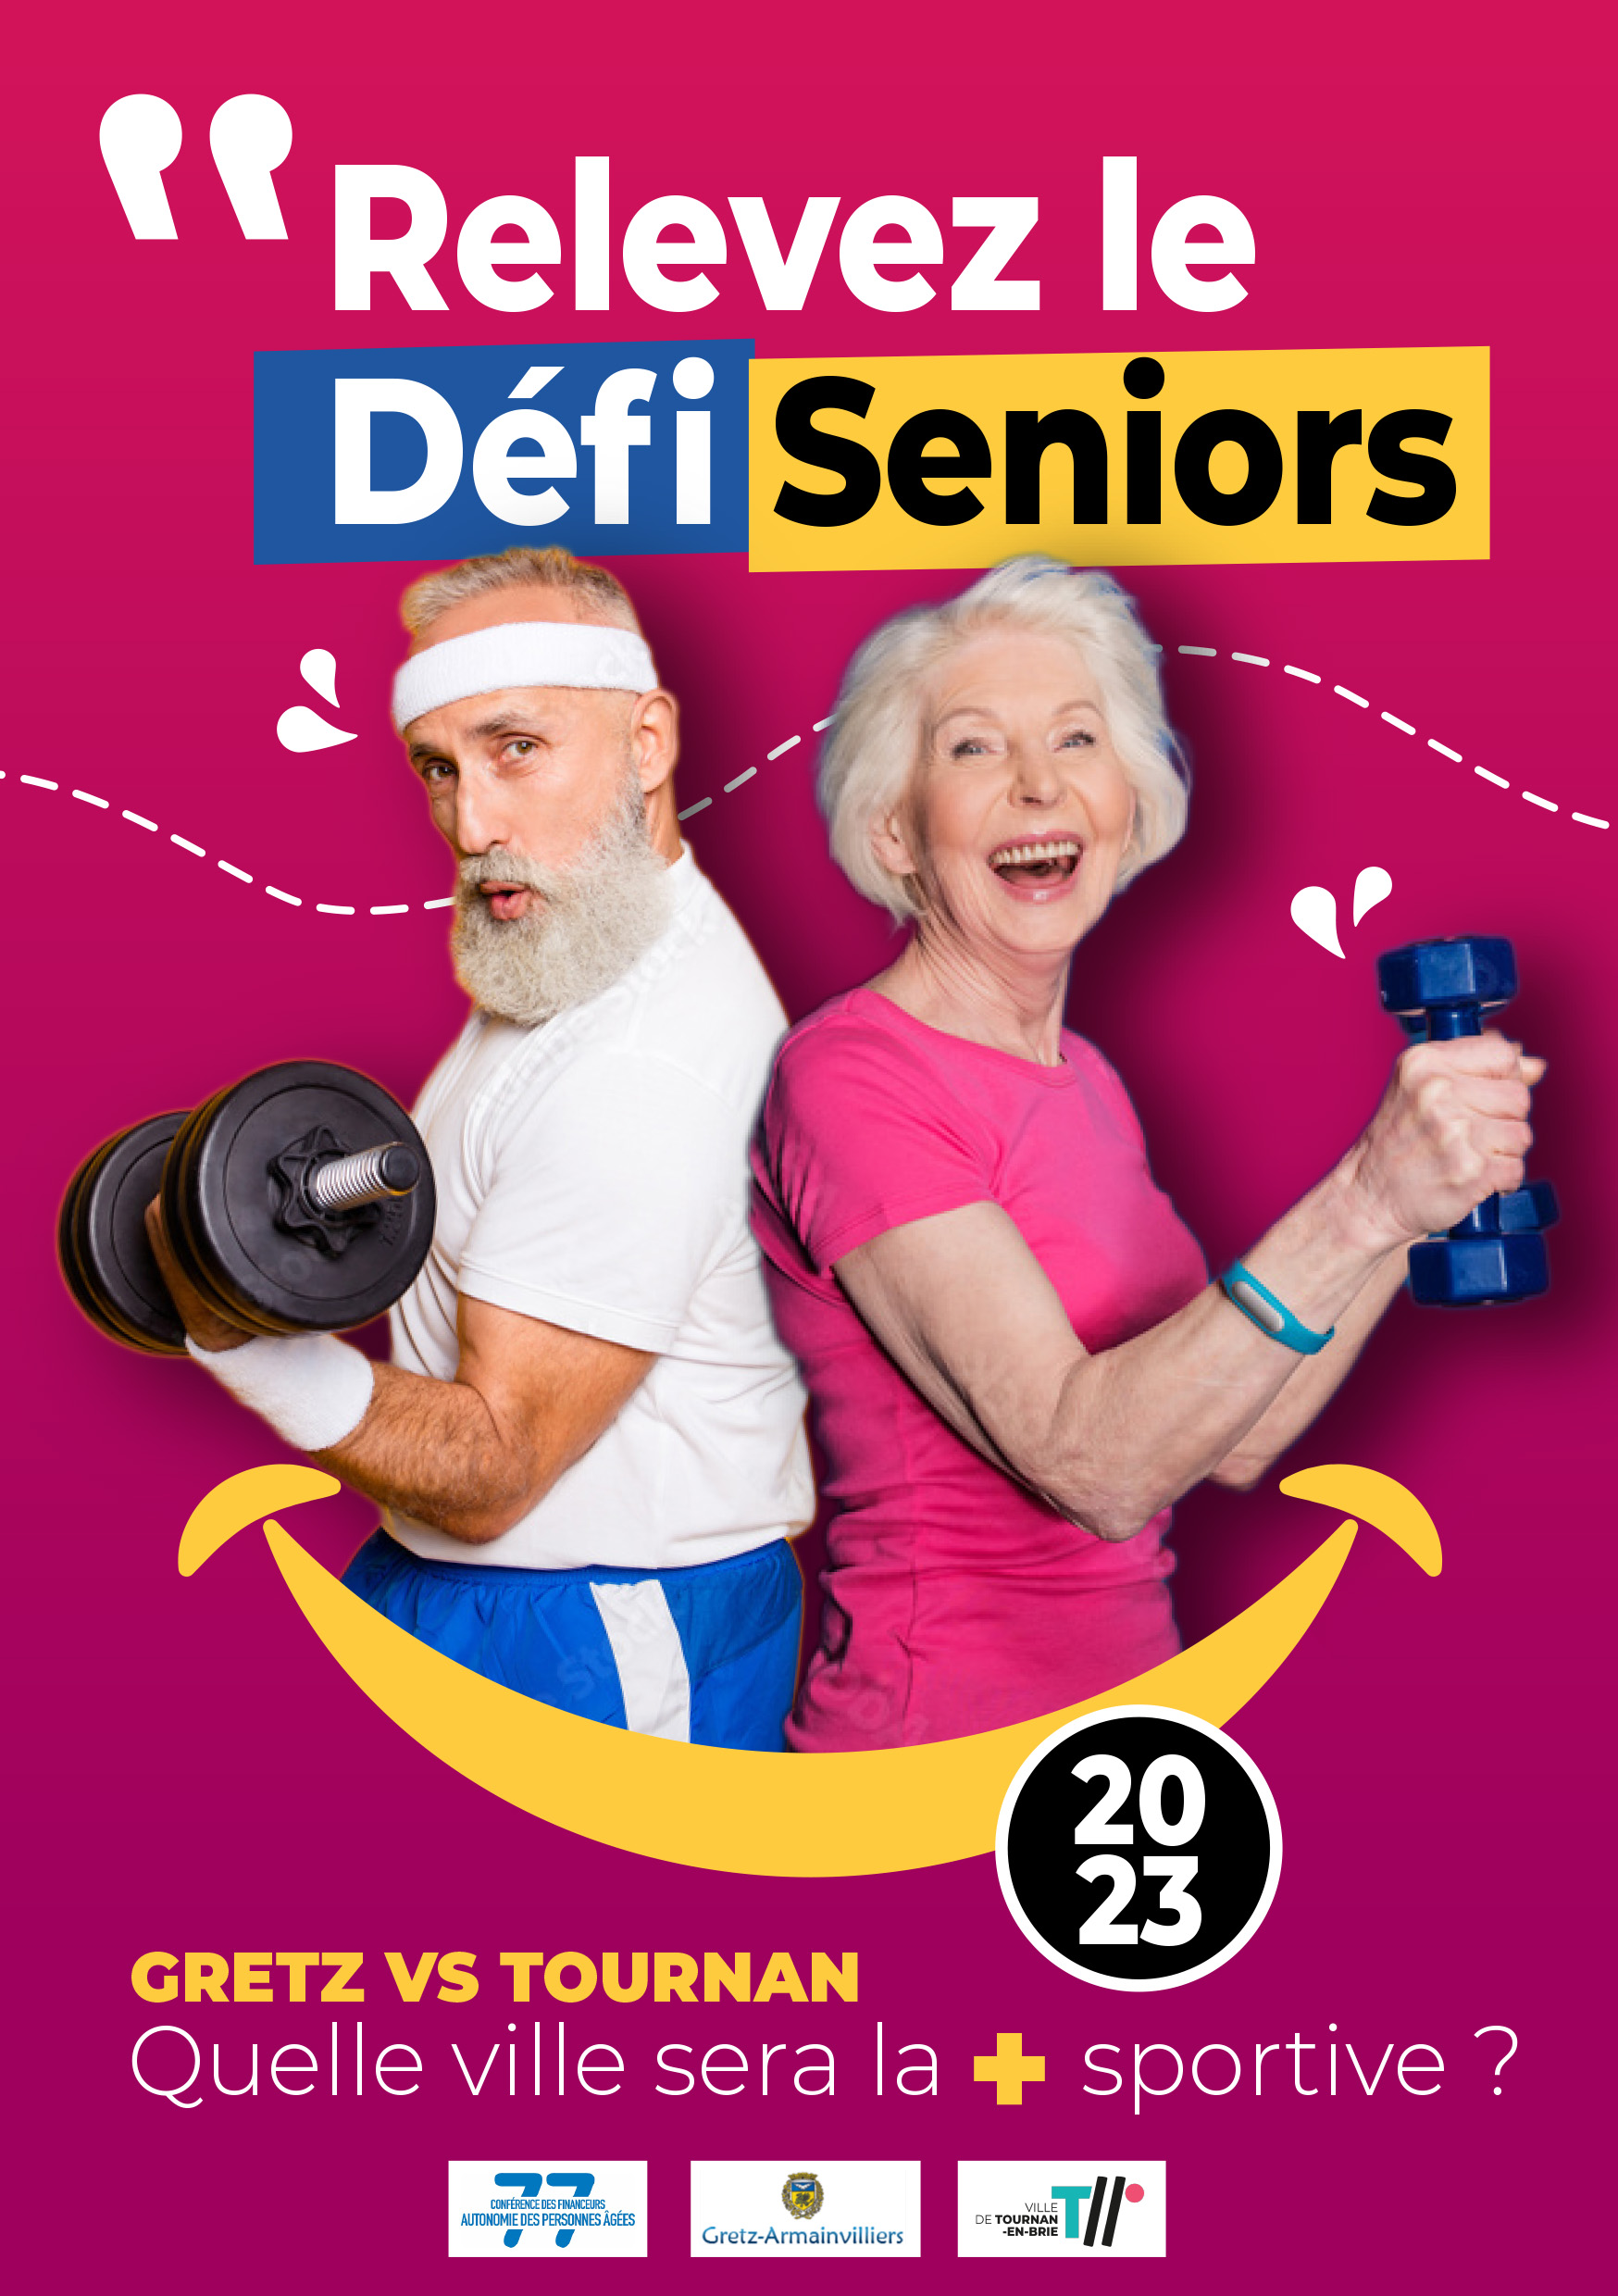 Relevez le
Défi Seniors
20
23
GRETZ VS TOURNAN
Quelle ville sera la + sportive ?
77
CONFÉRENCE DES FINANCEURS
AUTONOMIE DES PERSONNES ÂGÉES
Gretz-Armainvilliers
VILLE
DE TOURNAN
-EN-BRIE